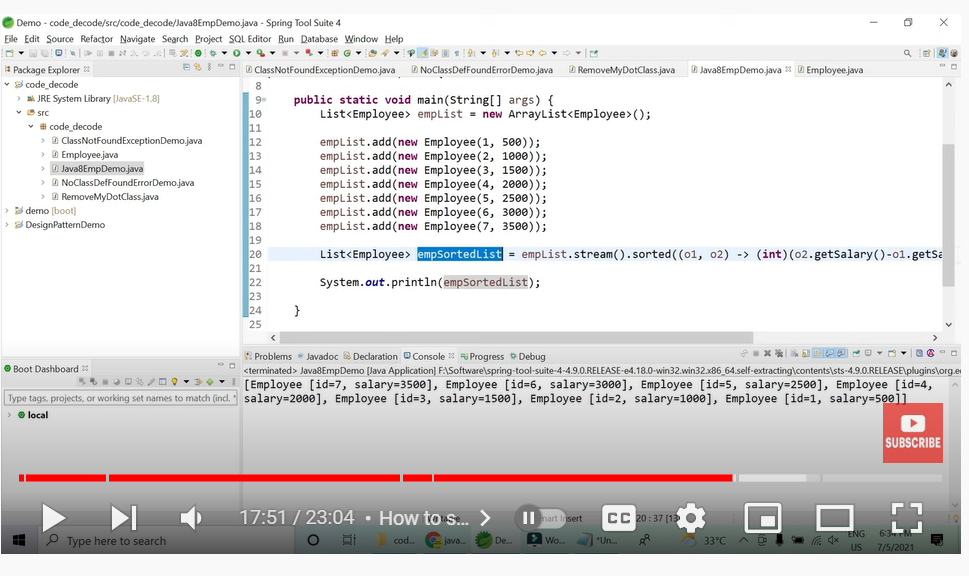 Demo - code_decode/src/code_decode/Java8EmpDemo.java - Spring Tool Suite 4
File Edit Source Refactor Navigate Search Project SQL Editor Run Database Window Help
Package Explorer
code_decode
JRE System Library [JavaSE-1.8]
src
code_decode
ClassNotFoundExceptionDemo.java
Employee.java
Java8EmpDemo.java
NoClassDefFoundErrorDemo.java
RemoveMyDotClass.java
demo [boot]
DesignPatternDemo
ClassNotFoundExceptionDemo.java NoClassDefFoundErrorDemo.java RemoveMyDotClass.java Java8EmpDemo.java Employee.java
8
9 public static void main(String[] args) {
10 List<Employee> empList = new ArrayList<Employee>();
11
12 empList.add(new Employee(1, 500));
13 empList.add(new Employee(2, 1000));
14 empList.add(new Employee(3, 1500));
15 empList.add(new Employee(4, 2000));
16 empList.add(new Employee(5, 2500));
17 empList.add(new Employee(6, 3000));
18 empList.add(new Employee(7, 3500));
19
20 List<Employee> empSortedList = empList.stream().sorted((o1, o2) -> (int)(o2.getSalary()-o1.getSa
21
22 System.out.println(empSortedList);
23
24 }
25
Boot Dashboard
Type tags, projects, or working set names to match (incl. *
local
Problems Javadoc Declaration Console Progress Debug
<terminated> Java8EmpDemo [Java Application] F:\Software\spring-tool-suite-4-4.9.0.RELEASE-e4.18.0-win32.win32.x86_64.self-extracting\contents\sts-4.9.0.RELEASE\plugins\org.e
[Employee [id=7, salary=3500], Employee [id=6, salary=3000], Employee [id=5, salary=2500], Employee [id=4,
salary=2000], Employee [id=3, salary=1500], Employee [id=2, salary=1000], Employee [id=1, salary=500]]
SUBSCRIBE
17:51 / 23:04 • How to s...
mart Insert
CC
20 : 37 [13
Type here to search
cod... java... De... Wo... *Un...
33°C
ENG
US
7/5/2021